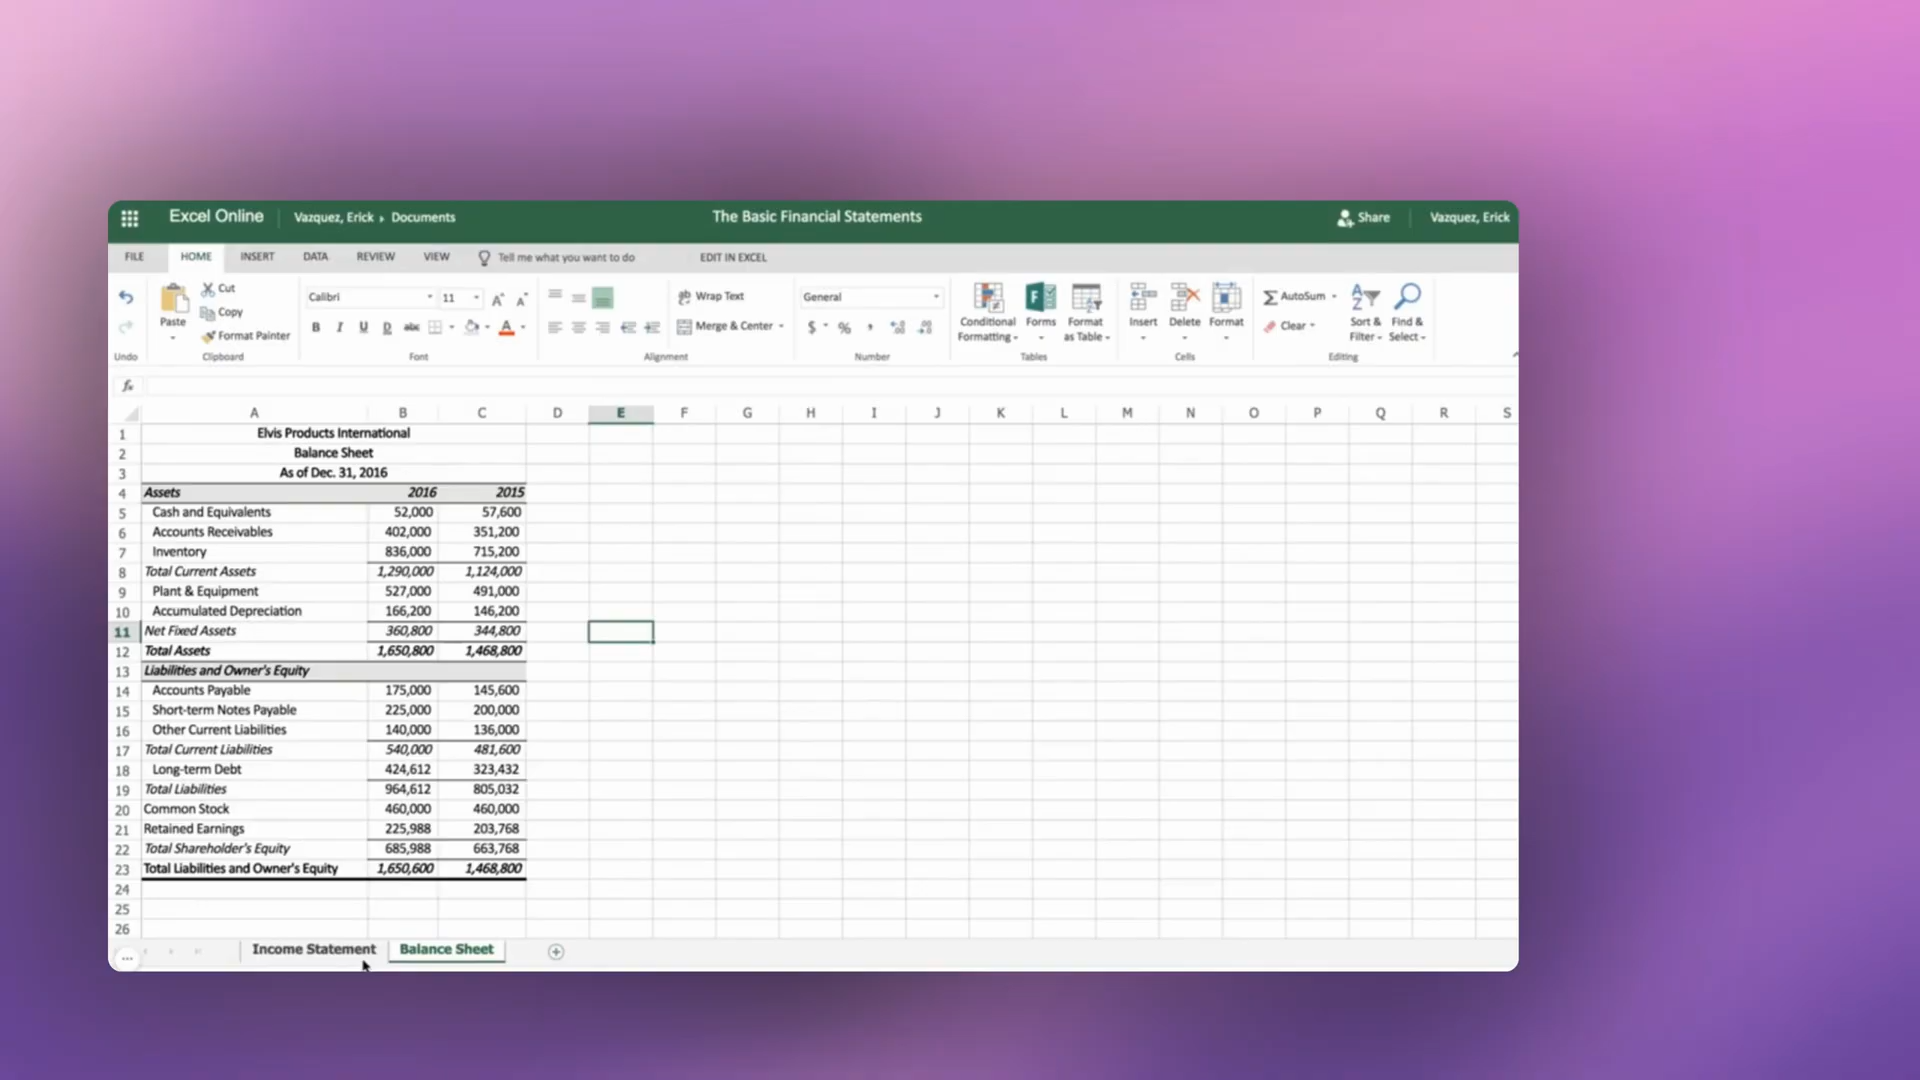 Excel Online Vazquez, Erick ▸ Documents The Basic Financial Statements Share Vazquez, Erick
FILE HOME INSERT DATA REVIEW VIEW Tell me what you want to do EDIT IN EXCEL
Undo
Paste Cut
Copy
Format Painter
Clipboard
Calibri 11
B I U D abc A
Font
Wrap Text
Merge & Center
Alignment
General
$ % ,
Number
Conditional Formatting
Forms
Format as Table
Tables
Insert Delete Format
Cells
AutoSum
Clear
Sort & Filter
Find & Select
Editing
fx
A B C D E F G H I J K L M N O P Q R S
1 Elvis Products International
2 Balance Sheet
3 As of Dec. 31, 2016
4 Assets 2016 2015
5 Cash and Equivalents 52,000 57,600
6 Accounts Receivables 402,000 351,200
7 Inventory 836,000 715,200
8 Total Current Assets 1,290,000 1,124,000
9 Plant & Equipment 527,000 491,000
10 Accumulated Depreciation 166,200 146,200
11 Net Fixed Assets 360,800 344,800
12 Total Assets 1,650,800 1,468,800
13 Liabilities and Owner's Equity
14 Accounts Payable 175,000 145,600
15 Short-term Notes Payable 225,000 200,000
16 Other Current Liabilities 140,000 136,000
17 Total Current Liabilities 540,000 481,600
18 Long-term Debt 424,612 323,432
19 Total Liabilities 964,612 805,032
20 Common Stock 460,000 460,000
21 Retained Earnings 225,988 203,768
22 Total Shareholder's Equity 685,988 663,768
23 Total Liabilities and Owner's Equity 1,650,600 1,468,800
24
25
26
... Income Statement Balance Sheet